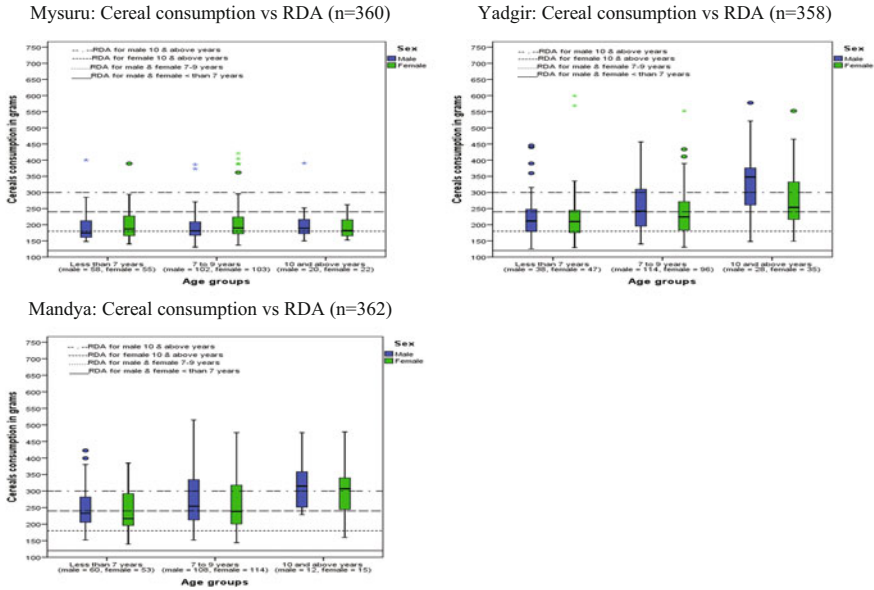 Mysuru: Cereal consumption vs RDA (n=360)
Sex
Male
Female
RDA for male 10 & above years
RDA for female 10 & above years
RDA for male & female 7-9 years
RDA for male & female < than 7 years
Cereals consumption in grams
750
700
650
600
550
500
450
400
350
300
250
200
150
100
Less than 7 years
(male = 58, female = 55)
7 to 9 years
(male = 102, female = 103)
10 and above years
(male = 20, female = 22)
Age groups
Yadgir: Cereal consumption vs RDA (n=358)
Sex
Male
Female
RDA for male 10 & above years
RDA for female 10 & above years
RDA for male & female 7-9 years
RDA for male & female < than 7 years
Cereals consumption in grams
750
700
650
600
550
500
450
400
350
300
250
200
150
100
Less than 7 years
(male = 38, female = 47)
7 to 9 years
(male = 114, female = 96)
10 and above years
(male = 28, female = 35)
Age groups
Mandya: Cereal consumption vs RDA (n=362)
Sex
Male
Female
RDA for male 10 & above years
RDA for female 10 & above years
RDA for male & female 7-9 years
RDA for male & female < than 7 years
Cereals consumption in grams
750
700
650
600
550
500
450
400
350
300
250
200
150
100
Less than 7 years
(male = 60, female = 53)
7 to 9 years
(male = 108, female = 114)
10 and above years
(male = 12, female = 15)
Age groups